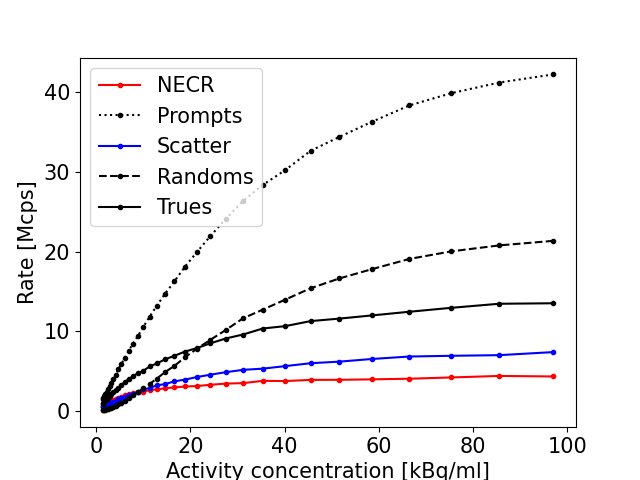 NECR
Prompts
Scatter
Randoms
Trues
Rate [Mcps]
40
30
20
10
0
0 20 40 60 80 100
Activity concentration [kBq/ml]